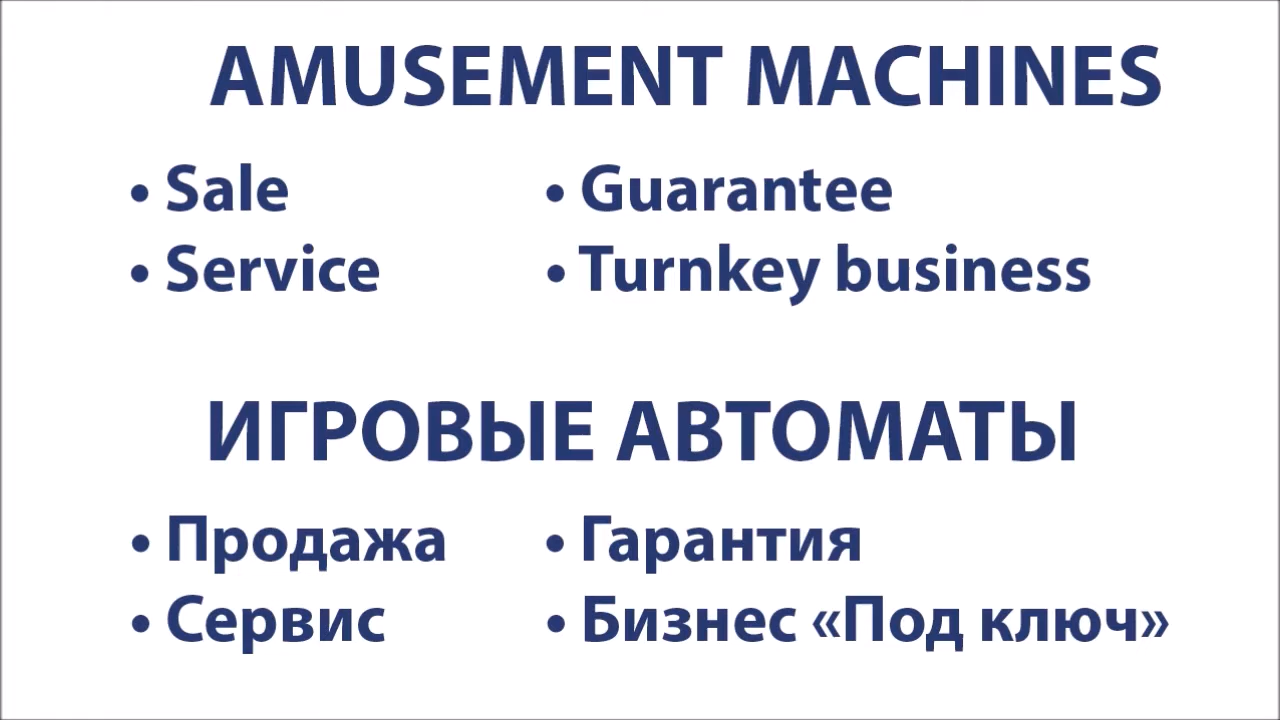 AMUSEMENT MACHINES
• Sale • Guarantee
• Service • Turnkey business
ИГРОВЫЕ АВТОМАТЫ
• Продажа • Гарантия
• Сервис • Бизнес «Под ключ»